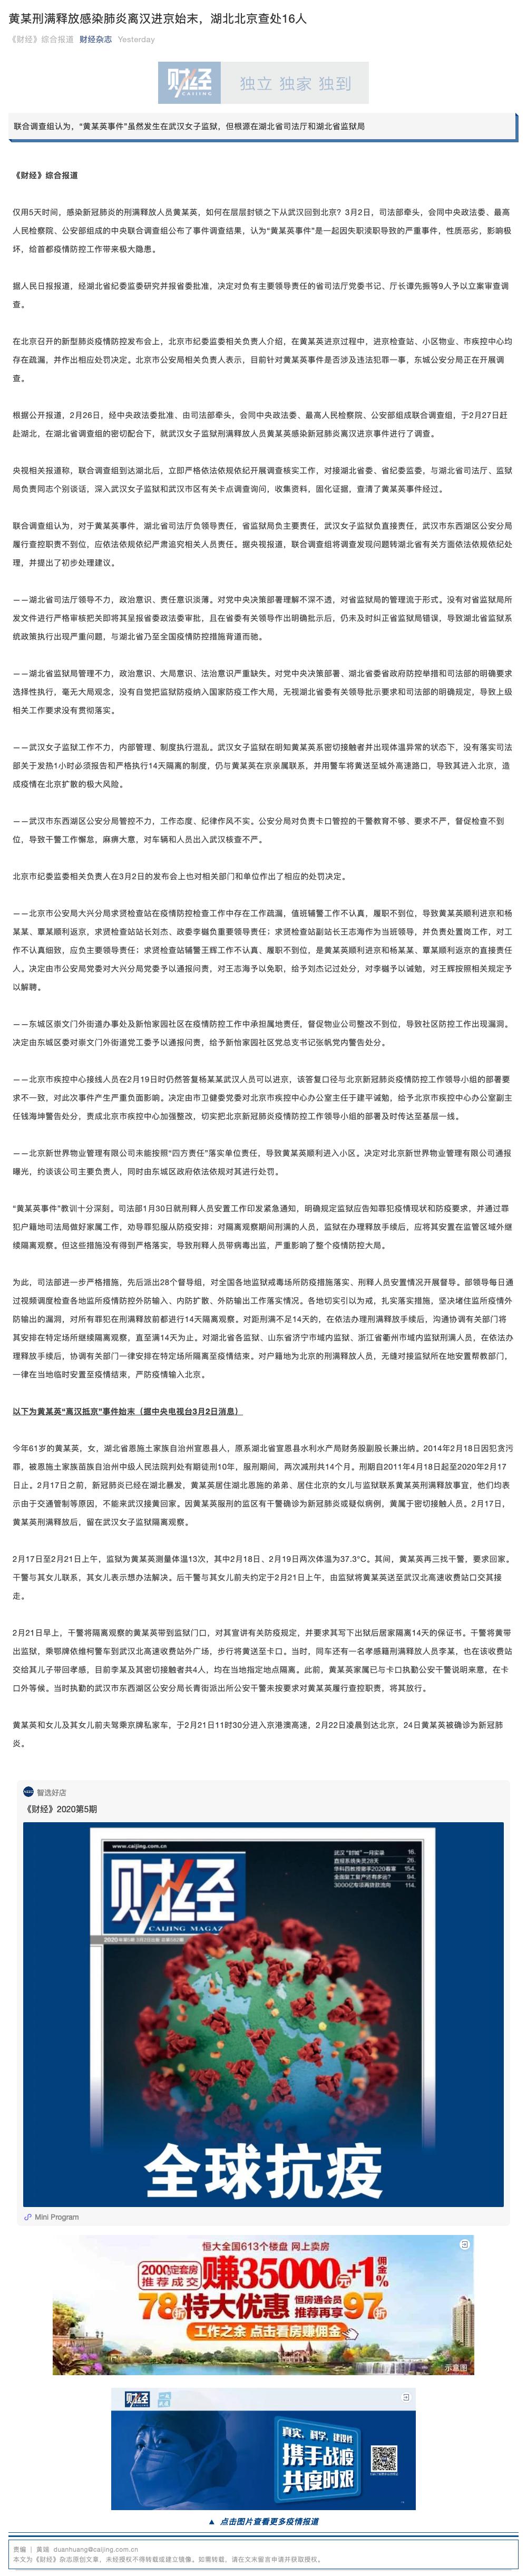 黄某刑满释放感染肺炎离汉进京始末，湖北北京查处16人
《财经》综合报道 财经杂志 Yesterday
财经
CAIJING
独立 独家 独到
联合调查组认为，“黄某英事件”虽然发生在武汉女子监狱，但根源在湖北省司法厅和湖北省监狱局
《财经》综合报道
仅用5天时间，感染新冠肺炎的刑满释放人员黄某英，如何在层层封锁之下从武汉回到北京？3月2日，司法部牵头，会同中央政法委、最高
人民检察院、公安部组成的中央联合调查组公布了事件调查结果，认为“黄某英事件”是一起因失职渎职导致的严重事件，性质恶劣，影响极
坏，给首都疫情防控工作带来极大隐患。
据人民日报报道，经湖北省纪委监委研究并报省委批准，决定对负有主要领导责任的省司法厅党委书记、厅长谭先振等9人予以立案审查调
查。
在北京召开的新型肺炎疫情防控发布会上，北京市纪委监委相关负责人介绍，在黄某英进京过程中，进京检查站、小区物业、市疾控中心均
存在疏漏，并作出相应处罚决定。北京市公安局相关负责人表示，目前针对黄某英事件是否涉及违法犯罪一事，东城公安分局正在开展调
查。
根据公开报道，2月26日，经中央政法委批准、由司法部牵头，会同中央政法委、最高人民检察院、公安部组成联合调查组，于2月27日赶
赴湖北，在湖北省调查组的密切配合下，就武汉女子监狱刑满释放人员黄某英感染新冠肺炎离汉进京事件进行了调查。
央视相关报道称，联合调查组到达湖北后，立即严格依法依规依纪开展调查核实工作，对接湖北省委、省纪委监委，与湖北省司法厅、监狱
局负责同志个别谈话，深入武汉女子监狱和武汉市区有关卡点调查询问，收集资料，固化证据，查清了黄某英事件经过。
联合调查组认为，对于黄某英事件，湖北省司法厅负领导责任，省监狱局负主要责任，武汉女子监狱负直接责任，武汉市东西湖区公安分局
履行查控职责不到位，应依法依规依纪严肃追究相关人员责任。据央视报道，联合调查组将调查发现问题转湖北省有关方面依法依规依纪处
理，并提出了初步处理建议。
——湖北省司法厅领导不力，政治意识、责任意识淡薄。对党中央决策部署理解不深不透，对省监狱局的管理流于形式。没有对省监狱局所
发文件进行严格审核把关即将其呈报省委政法委审批，且在省委有关领导作出明确批示后，仍未及时纠正省监狱局错误，导致湖北省监狱系
统政策执行出现严重问题，与湖北省乃至全国疫情防控措施背道而驰。
——湖北省监狱局管理不力，政治意识、大局意识、法治意识严重缺失。对党中央决策部署、湖北省委省政府防控举措和司法部的明确要求
选择性执行，毫无大局观念，没有自觉把监狱防疫纳入国家防疫工作大局，无视湖北省委有关领导批示要求和司法部的明确规定，导致上级
相关工作要求没有贯彻落实。
——武汉女子监狱工作不力，内部管理、制度执行混乱。武汉女子监狱在明知黄某英系密切接触者并出现体温异常的状态下，没有落实司法
部关于发热1小时必须报告和严格执行14天隔离的制度，仍与黄某英在京亲属联系，并用警车将黄送至城外高速路口，导致其进入北京，造
成疫情在北京扩散的极大风险。
——武汉市东西湖区公安分局管控不力，工作态度、纪律作风不实。公安分局对负责卡口管控的干警教育不够、要求不严，督促检查不到
位，导致干警工作懈怠，麻痹大意，对车辆和人员出入武汉核查不严。
北京市纪委监委相关负责人在3月2日的发布会上也对相关部门和单位作出了相应的处罚决定。
——北京市公安局大兴分局求贤检查站在疫情防控检查工作中存在工作疏漏，值班辅警工作不认真，履职不到位，导致黄某英顺利进京和杨
某某、覃某顺利返京，求贤检查站站长刘杰、政委李樾负重要领导责任；求贤检查站副站长王志海作为当班领导，并负责处置岗工作，对工
作不认真细致，应负主要领导责任；求贤检查站辅警王辉工作不认真、履职不到位，是黄某英顺利进京和杨某某、覃某顺利返京的直接责任
人。决定由市公安局党委对大兴分局党委予以通报问责，对王志海予以免职，给予刘杰记过处分，对李樾予以诫勉，对王辉按照相关规定予
以解聘。
——东城区崇文门外街道办事处及新怡家园社区在疫情防控工作中承担属地责任，督促物业公司整改不到位，导致社区防控工作出现漏洞。
决定由东城区委对崇文门外街道党工委予以通报问责，给予新怡家园社区党总支书记张帆党内警告处分。
——北京市疾控中心接线人员在2月19日时仍然答复杨某某武汉人员可以进京，该答复口径与北京新冠肺炎疫情防控工作领导小组的部署要
求不一致，对此次事件产生严重负面影响。决定由市卫健委党委对北京市疾控中心办公室主任于建平诫勉，给予北京市疾控中心办公室副主
任钱海坤警告处分，责成北京市疾控中心加强整改，切实把北京新冠肺炎疫情防控工作领导小组的部署及时传达至基层一线。
——北京新世界物业管理有限公司未能按照“四方责任”落实单位责任，导致黄某英顺利进入小区。决定对北京新世界物业管理有限公司通报
曝光，约谈该公司主要负责人，同时由东城区政府依法依规对其进行处罚。
“黄某英事件”教训十分深刻。司法部1月30日就刑释人员安置工作印发紧急通知，明确规定监狱应告知罪犯疫情现状和防疫要求，并通过罪
犯户籍地司法局做好家属工作，劝导罪犯服从防疫安排；对隔离观察期间刑满的人员，监狱在办理释放手续后，应将其安置在监管区域外继
续隔离观察。但这些措施没有得到严格落实，导致刑释人员带病毒出监，严重影响了整个疫情防控大局。
为此，司法部进一步严格措施，先后派出28个督导组，对全国各地监狱戒毒场所防疫措施落实、刑释人员安置情况开展督导。部领导每日通
过视频调度检查各地监所疫情防控外防输入、内防扩散、外防输出工作落实情况。各地切实引以为戒，扎实落实措施，坚决堵住监所疫情外
防输出的漏洞，对所有罪犯在刑满释放前都进行14天隔离观察。对距刑满不足14天的，在依法办理刑满释放手续后，沟通协调有关部门将
其安排在特定场所继续隔离观察，直至满14天为止。对湖北省各监狱、山东省济宁市域内监狱、浙江省衢州市域内监狱刑满人员，在依法办
理释放手续后，协调有关部门一律安排在特定场所隔离至疫情结束。对户籍地为北京的刑满释放人员，无缝对接监狱所在地安置帮教部门，
一律在当地临时安置至疫情结束，严防疫情输入北京。
以下为黄某英“离汉抵京”事件始末（据中央电视台3月2日消息）
今年61岁的黄某英，女，湖北省恩施土家族自治州宣恩县人，原系湖北省宣恩县水利水产局财务股副股长兼出纳。2014年2月18日因犯贪污
罪，被恩施土家族苗族自治州中级人民法院判处有期徒刑10年，服刑期间，两次减刑共14个月。刑期自2011年4月18日起至2020年2月17
日止。2月17日之前，新冠肺炎已经在湖北暴发，黄某英居住湖北恩施的弟弟、居住北京的女儿与监狱联系黄某英刑满释放事宜，他们均表
示由于交通管制等原因，不能来武汉接黄回家。因黄某英服刑的监区有干警确诊为新冠肺炎或疑似病例，黄属于密切接触人员。2月17日，
黄某英刑满释放后，留在武汉女子监狱隔离观察。
2月17日至2月21日上午，监狱为黄某英测量体温13次，其中2月18日、2月19日两次体温为37.3°C。其间，黄某英再三找干警，要求回家。
干警与其女儿联系，其女儿表示想办法解决。后干警与其女儿前夫约定于2月21日上午，由监狱将黄某英送至武汉北高速收费站口交其接
走。
2月21日早上，干警将隔离观察的黄某英带到监狱门口，对其宣讲有关防疫规定，并要求其写下出狱后居家隔离14天的保证书。干警将黄带
出监狱，乘鄂牌依维柯警车到武汉北高速收费站外广场，步行将黄送至卡口。当时，同车还有一名孝感籍刑满释放人员李某，也在该收费站
交给其儿子带回孝感，目前李某及其密切接触者共4人，均在当地指定地点隔离。此前，黄某英家属已与卡口执勤公安干警说明来意，在卡
口外等候。当时执勤的武汉市东西湖区公安分局长青街派出所公安干警未按要求对黄某英履行查控职责，将其放行。
黄某英和女儿及其女儿前夫驾乘京牌私家车，于2月21日11时30分进入京港澳高速，2月22日凌晨到达北京，24日黄某英被确诊为新冠肺
炎。
智选好店
《财经》2020第5期
www.caijing.com.cn
财经
CAIJING MAGAZ
武汉“封城”一月实录 16.
直报系统失灵28天 26.
华科四教授携手2020春寒 154.
全面复工复产还有多远？ 94.
3000亿专项再贷款流向 114.
全球抗疫
Mini Program
恒大全国613个楼盘 网上卖房
2000定套房
推荐成交
赚35000元+1%佣金
78折特大优惠
恒房通会员
推荐再享
97折
工作之余 点击看房赚佣金
示意图
财经
真实、科学、建设性
携手战疫
共度时艰
▲ 点击图片查看更多疫情报道
责编 | 黄端 duanhuang@caijing.com.cn
本文为《财经》杂志原创文章，未经授权不得转载或建立镜像。如需转载，请在文末留言申请并获取授权。